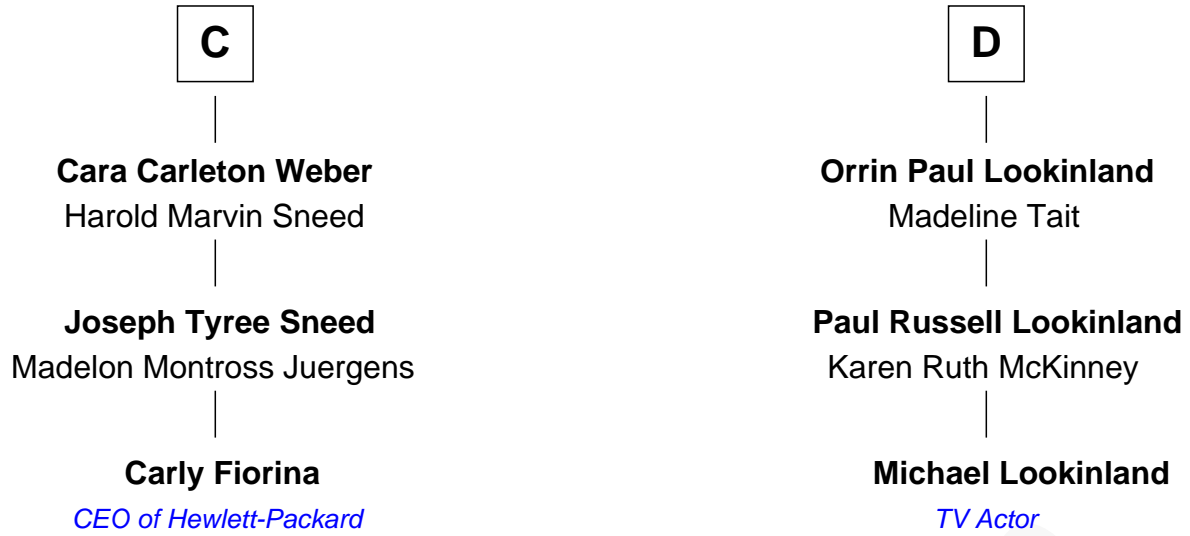 C
Cara Carleton Weber
Harold Marvin Sneed
Joseph Tyree Sneed
Madelon Montross Juergens
Carly Fiorina
CEO of Hewlett-Packard
D
Orrin Paul Lookinland
Madeline Tait
Paul Russell Lookinland
Karen Ruth McKinney
Michael Lookinland
TV Actor